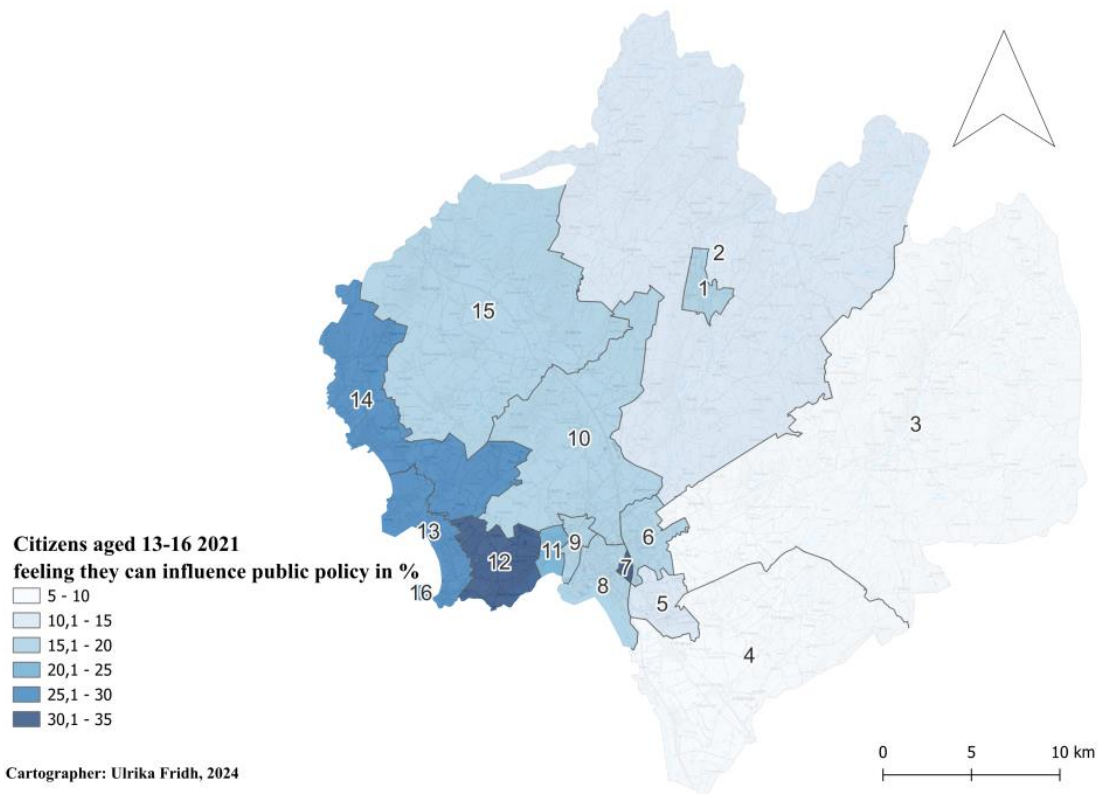 2
1
15
14
3
10
13
12
11
9
6
7
8
16
5
4
Citizens aged 13-16 2021
feeling they can influence public policy in %
5 - 10
10,1 - 15
15,1 - 20
20,1 - 25
25,1 - 30
30,1 - 35
Cartographer: Ulrika Fridh, 2024
0 5 10 km